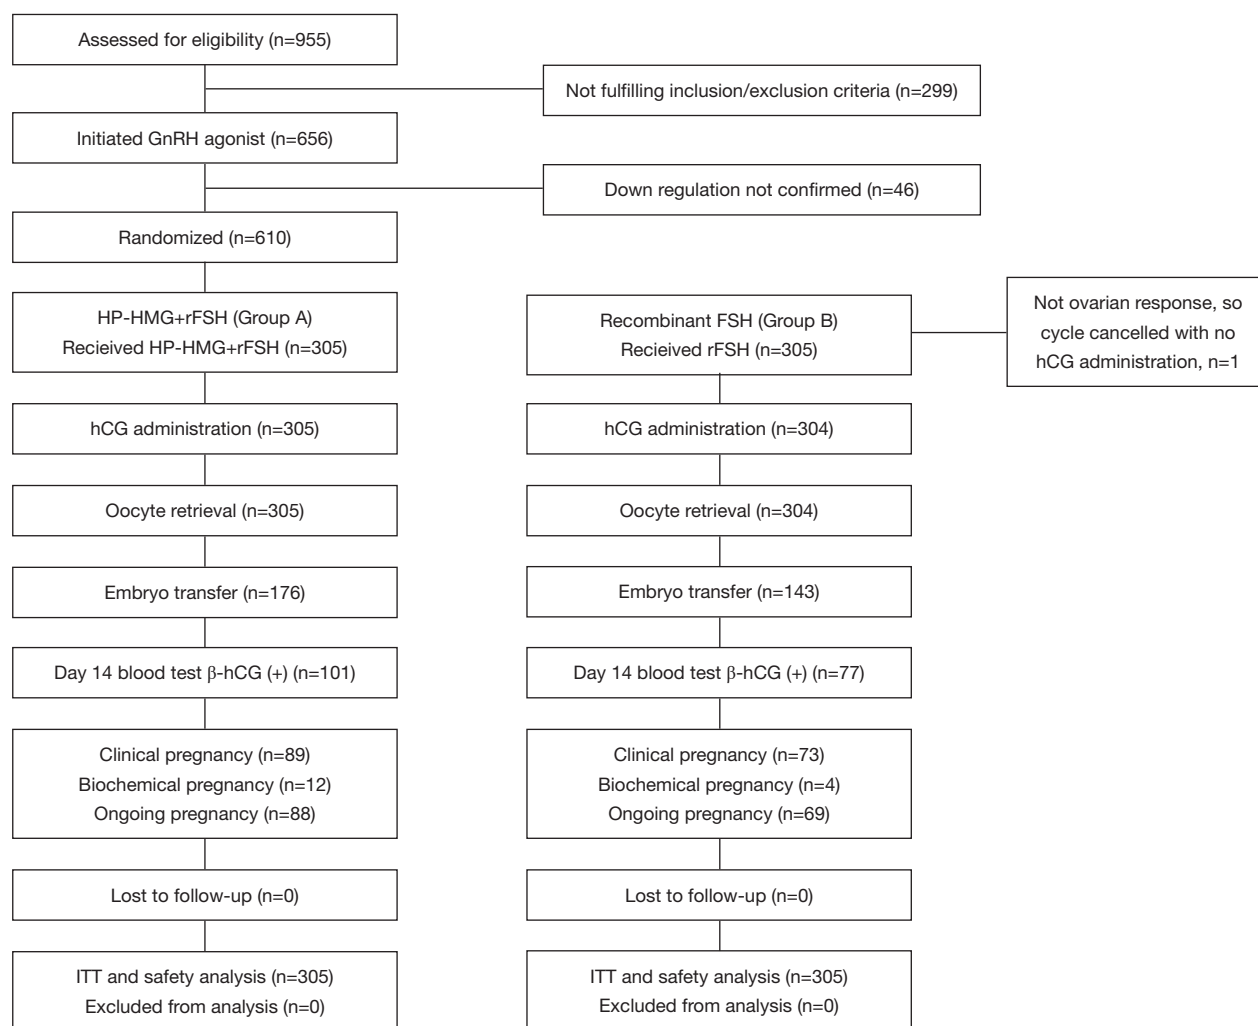 Assessed for eligibility (n=955)
Not fulfilling inclusion/exclusion criteria (n=299)
Initiated GnRH agonist (n=656)
Down regulation not confirmed (n=46)
Randomized (n=610)
HP-HMG+rFSH (Group A)
Recieived HP-HMG+rFSH (n=305)
Recombinant FSH (Group B)
Recieived rFSH (n=305)
Not ovarian response, so
cycle cancelled with no
hCG administration, n=1
hCG administration (n=305)
hCG administration (n=304)
Oocyte retrieval (n=305)
Oocyte retrieval (n=304)
Embryo transfer (n=176)
Embryo transfer (n=143)
Day 14 blood test β-hCG (+) (n=101)
Day 14 blood test β-hCG (+) (n=77)
Clinical pregnancy (n=89)
Biochemical pregnancy (n=12)
Ongoing pregnancy (n=88)
Clinical pregnancy (n=73)
Biochemical pregnancy (n=4)
Ongoing pregnancy (n=69)
Lost to follow-up (n=0)
Lost to follow-up (n=0)
ITT and safety analysis (n=305)
Excluded from analysis (n=0)
ITT and safety analysis (n=305)
Excluded from analysis (n=0)